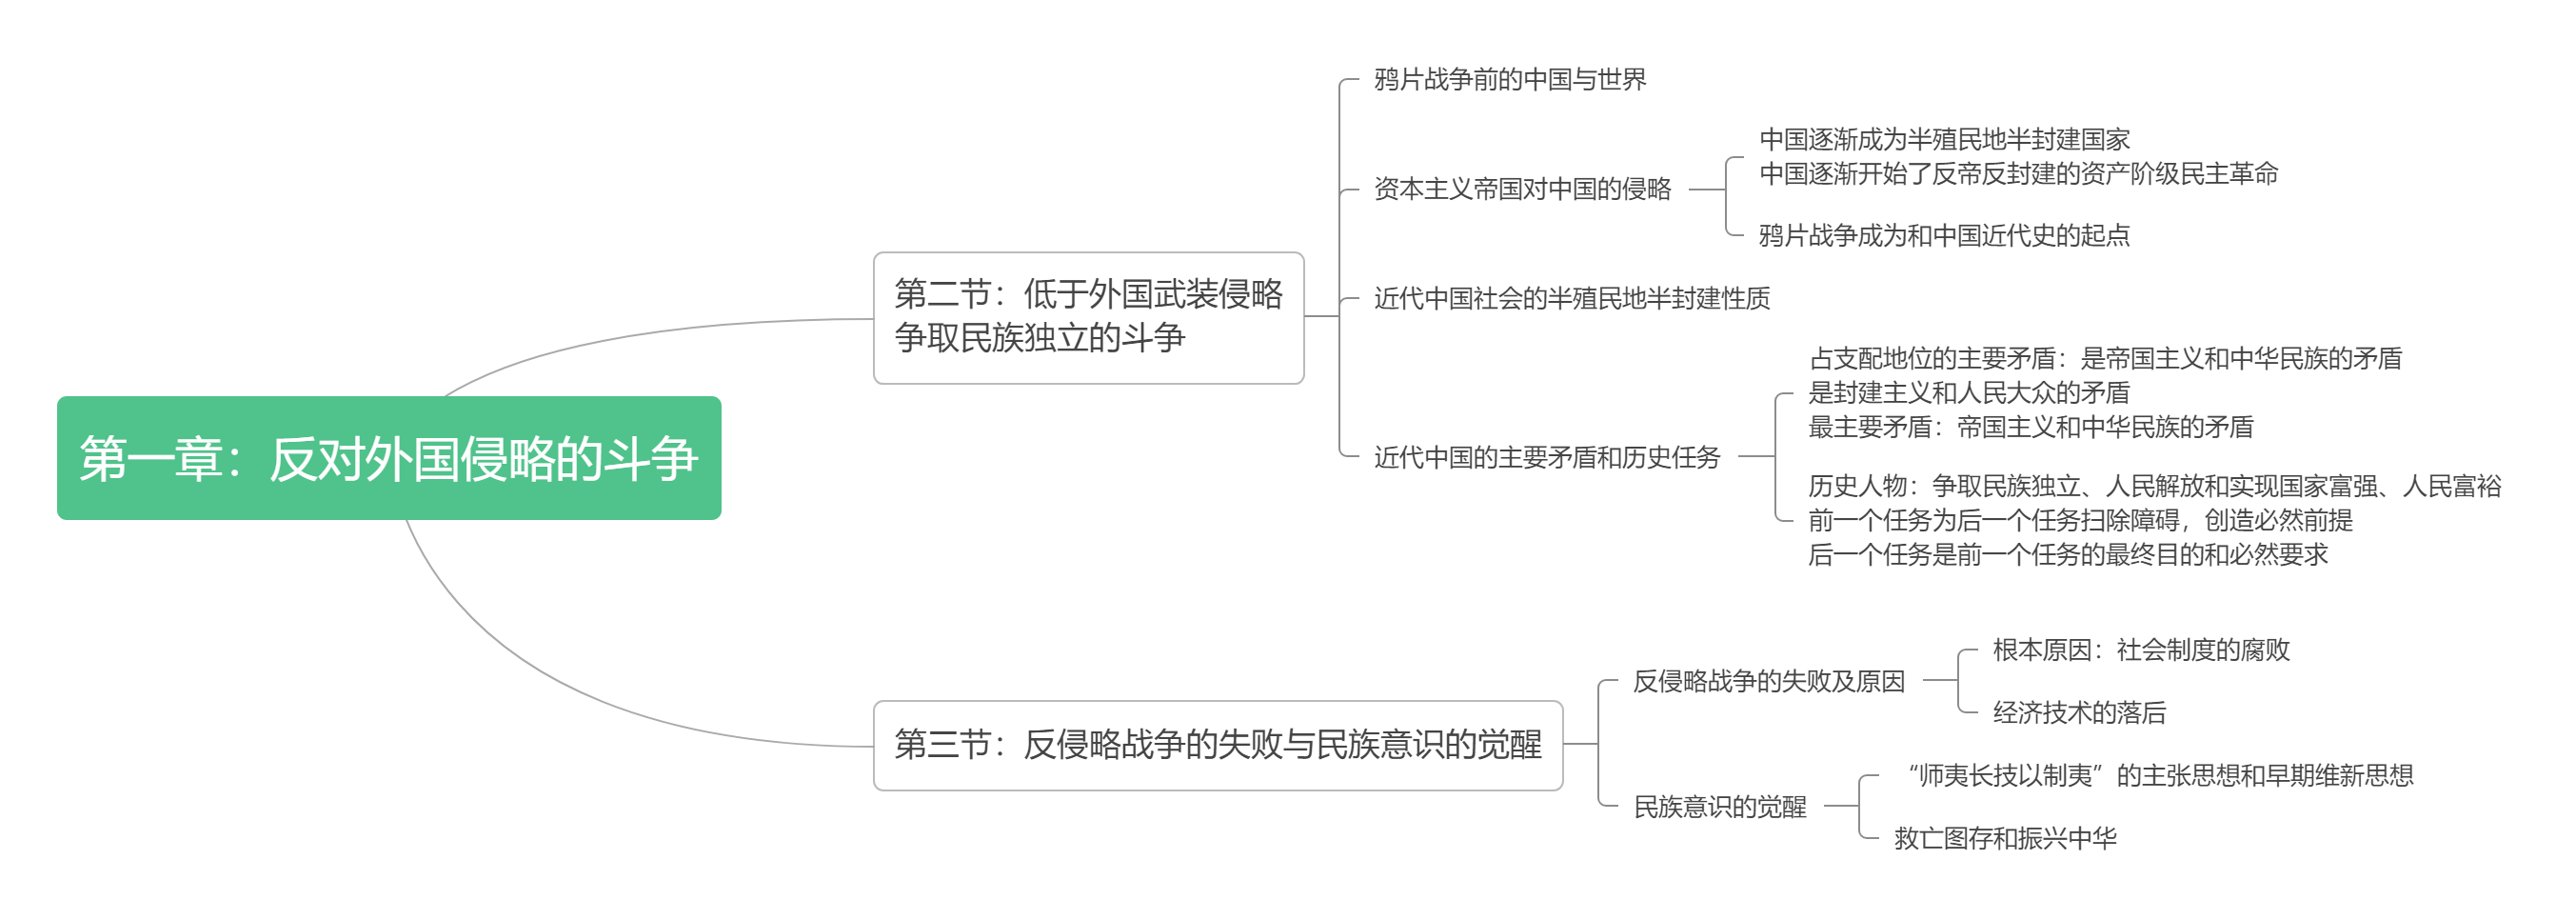 第一章：反对外国侵略的斗争
第二节：低于外国武装侵略
争取民族独立的斗争
鸦片战争前的中国与世界
资本主义帝国对中国的侵略
中国逐渐成为半殖民地半封建国家
中国逐渐开始了反帝反封建的资产阶级民主革命
鸦片战争成为和中国近代史的起点
近代中国社会的半殖民地半封建性质
近代中国的主要矛盾和历史任务
占支配地位的主要矛盾：是帝国主义和中华民族的矛盾
是封建主义和人民大众的矛盾
最主要矛盾：帝国主义和中华民族的矛盾
历史人物：争取民族独立、人民解放和实现国家富强、人民富裕
前一个任务为后一个任务扫除障碍，创造必然前提
后一个任务是前一个任务的最终目的和必然要求
第三节：反侵略战争的失败与民族意识的觉醒
反侵略战争的失败及原因
根本原因：社会制度的腐败
经济技术的落后
民族意识的觉醒
“师夷长技以制夷”的主张思想和早期维新思想
救亡图存和振兴中华